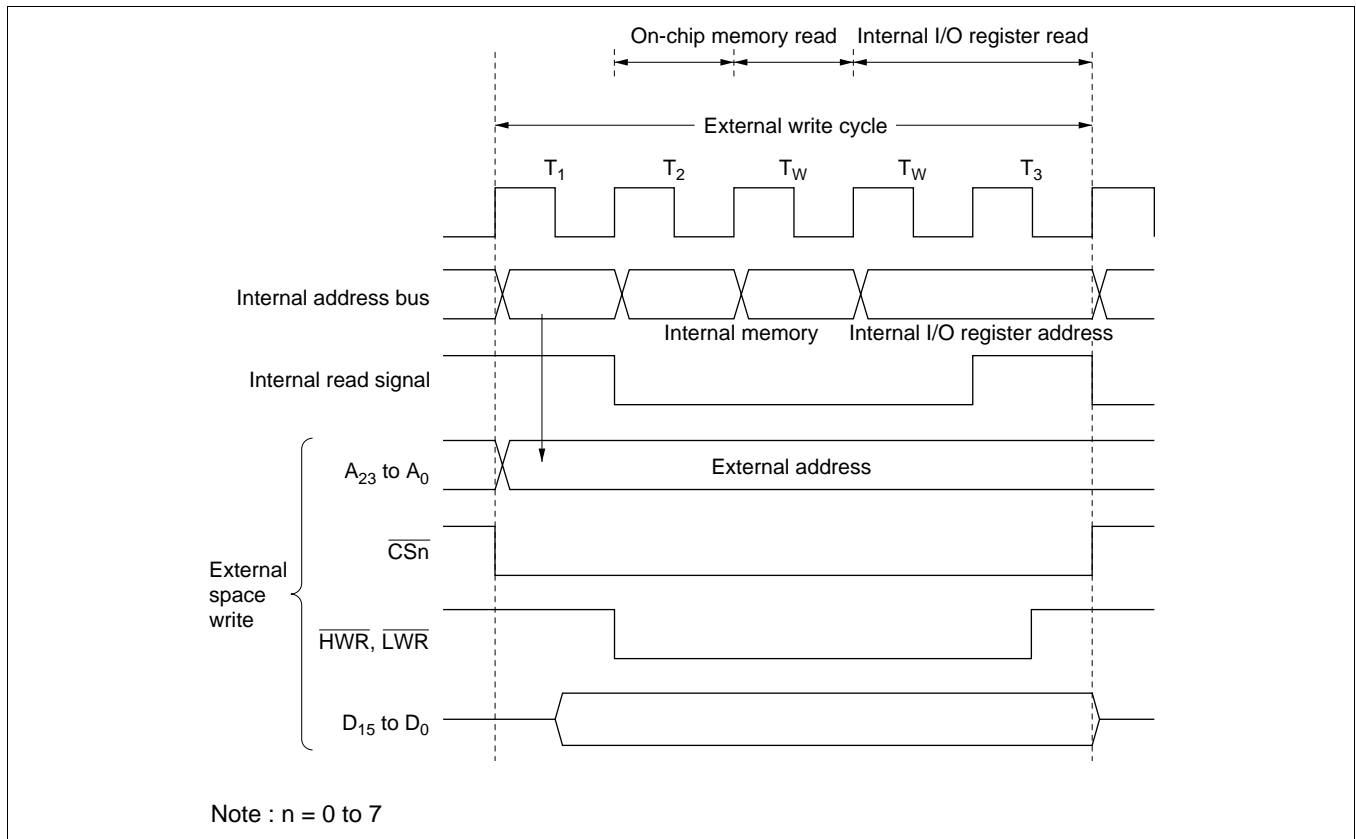 On-chip memory read Internal I/O register read
External write cycle
T1 T2 TW TW T3
Internal address bus
Internal memory Internal I/O register address
Internal read signal
A23 to A0
External address
CSn
External
space
write
HWR, LWR
D15 to D0
Note : n = 0 to 7